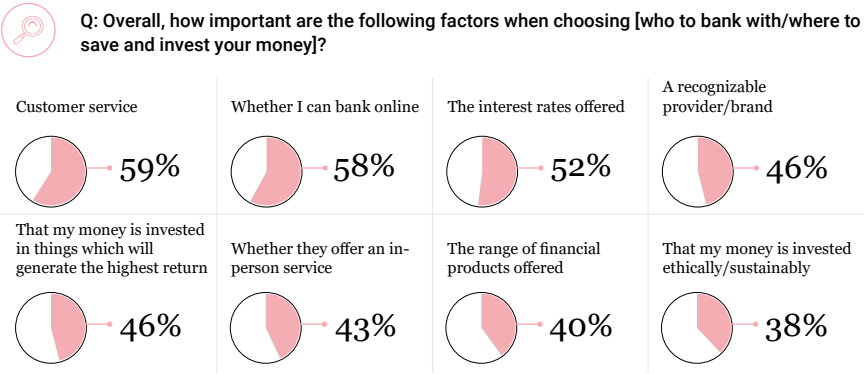 Q: Overall, how important are the following factors when choosing [who to bank with/where to
save and invest your money]?
Customer service
59%
Whether I can bank online
58%
The interest rates offered
52%
A recognizable
provider/brand
46%
That my money is invested
in things which will
generate the highest return
46%
Whether they offer an in-
person service
43%
The range of financial
products offered
40%
That my money is invested
ethically/sustainably
38%